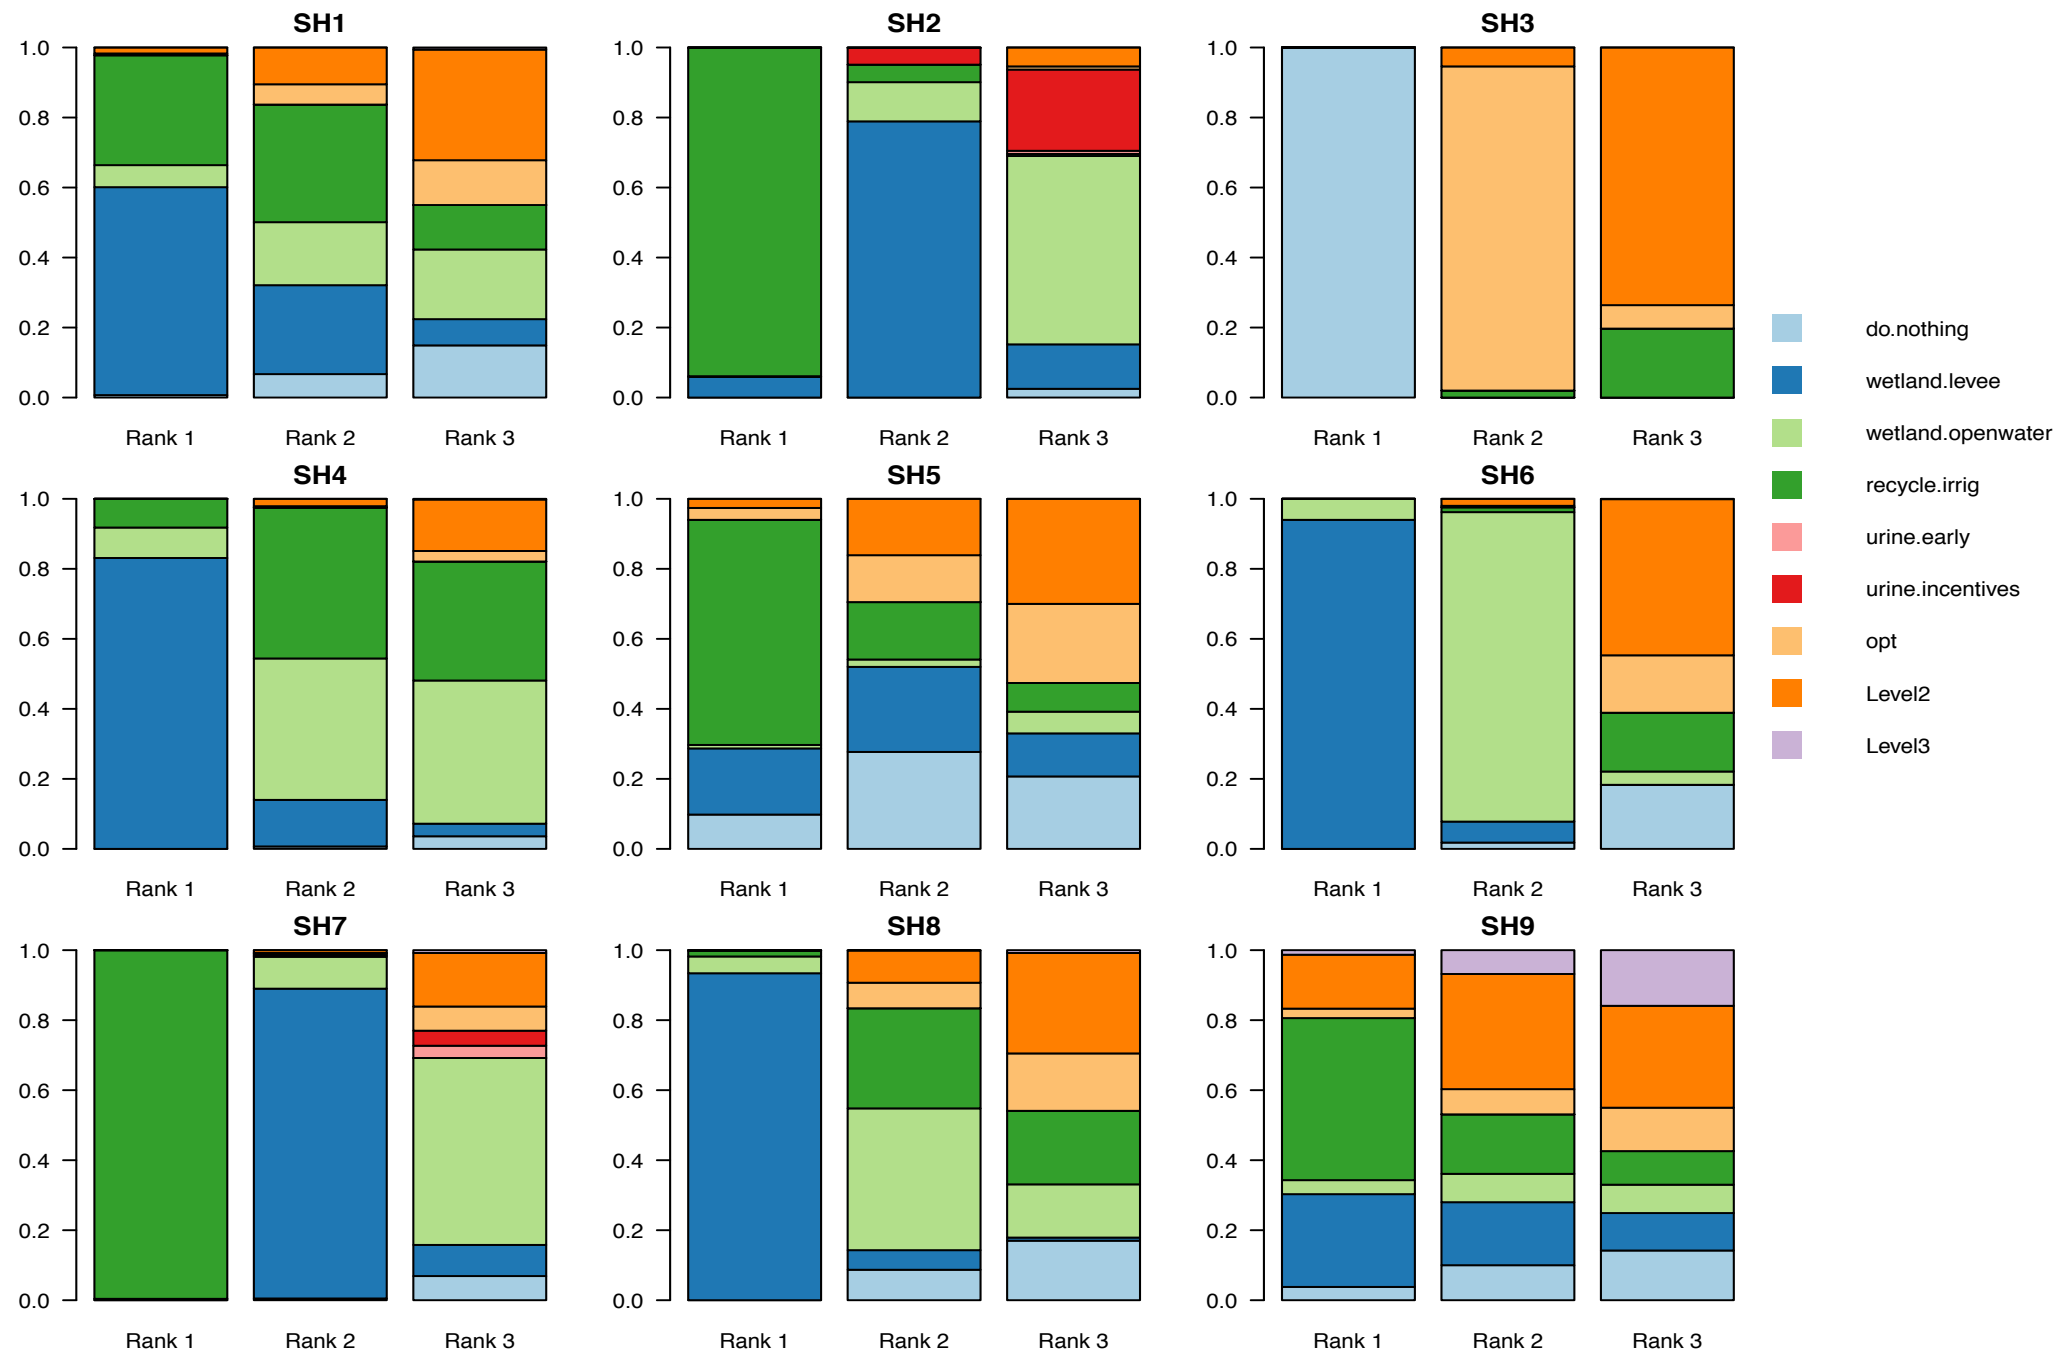 SH1
SH2
SH3
1.0
0.8
0.6
0.4
0.2
0.0
Rank 1
Rank 2
Rank 3
1.0
0.8
0.6
0.4
0.2
0.0
Rank 1
Rank 2
Rank 3
1.0
0.8
0.6
0.4
0.2
0.0
Rank 1
Rank 2
Rank 3
SH4
SH5
SH6
1.0
0.8
0.6
0.4
0.2
0.0
Rank 1
Rank 2
Rank 3
1.0
0.8
0.6
0.4
0.2
0.0
Rank 1
Rank 2
Rank 3
1.0
0.8
0.6
0.4
0.2
0.0
Rank 1
Rank 2
Rank 3
SH7
SH8
SH9
1.0
0.8
0.6
0.4
0.2
0.0
Rank 1
Rank 2
Rank 3
1.0
0.8
0.6
0.4
0.2
0.0
Rank 1
Rank 2
Rank 3
1.0
0.8
0.6
0.4
0.2
0.0
Rank 1
Rank 2
Rank 3
do.nothing
wetland.levee
wetland.openwater
recycle.irrig
urine.early
urine.incentives
opt
Level2
Level3